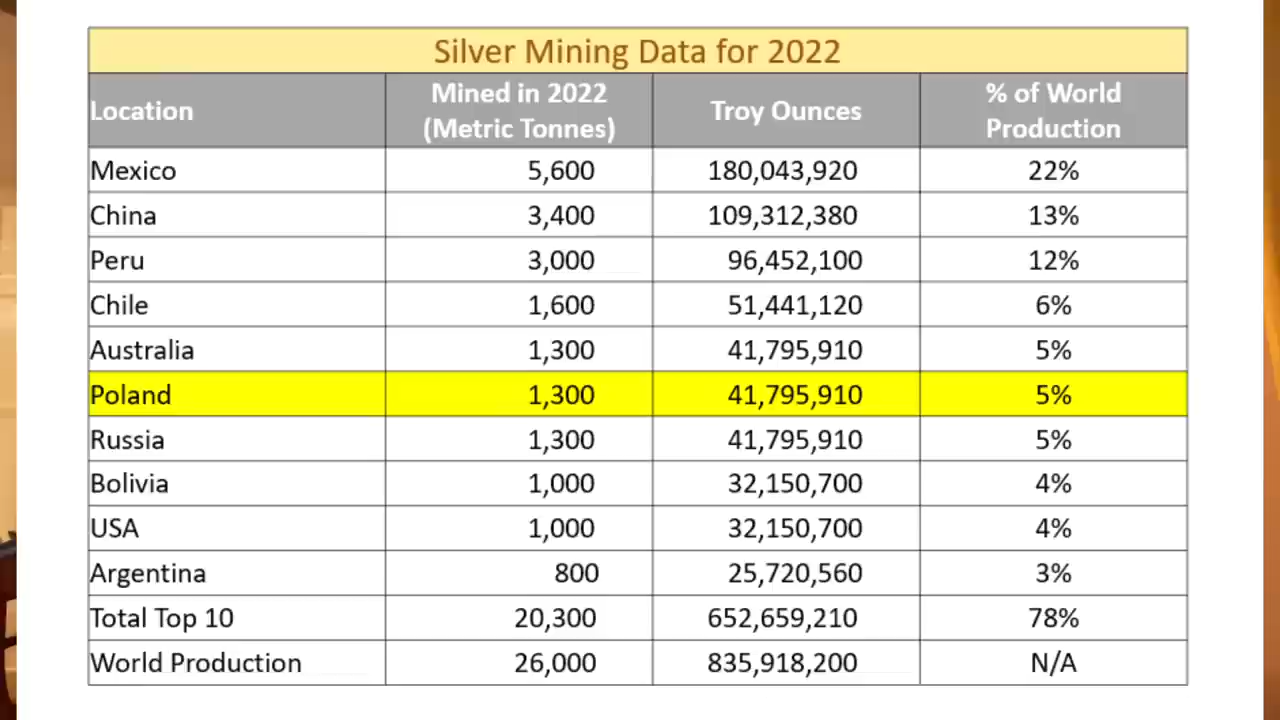 Silver Mining Data for 2022
Location Mined in 2022 (Metric Tonnes) Troy Ounces % of World Production
Mexico 5,600 180,043,920 22%
China 3,400 109,312,380 13%
Peru 3,000 96,452,100 12%
Chile 1,600 51,441,120 6%
Australia 1,300 41,795,910 5%
Poland 1,300 41,795,910 5%
Russia 1,300 41,795,910 5%
Bolivia 1,000 32,150,700 4%
USA 1,000 32,150,700 4%
Argentina 800 25,720,560 3%
Total Top 10 20,300 652,659,210 78%
World Production 26,000 835,918,200 N/A